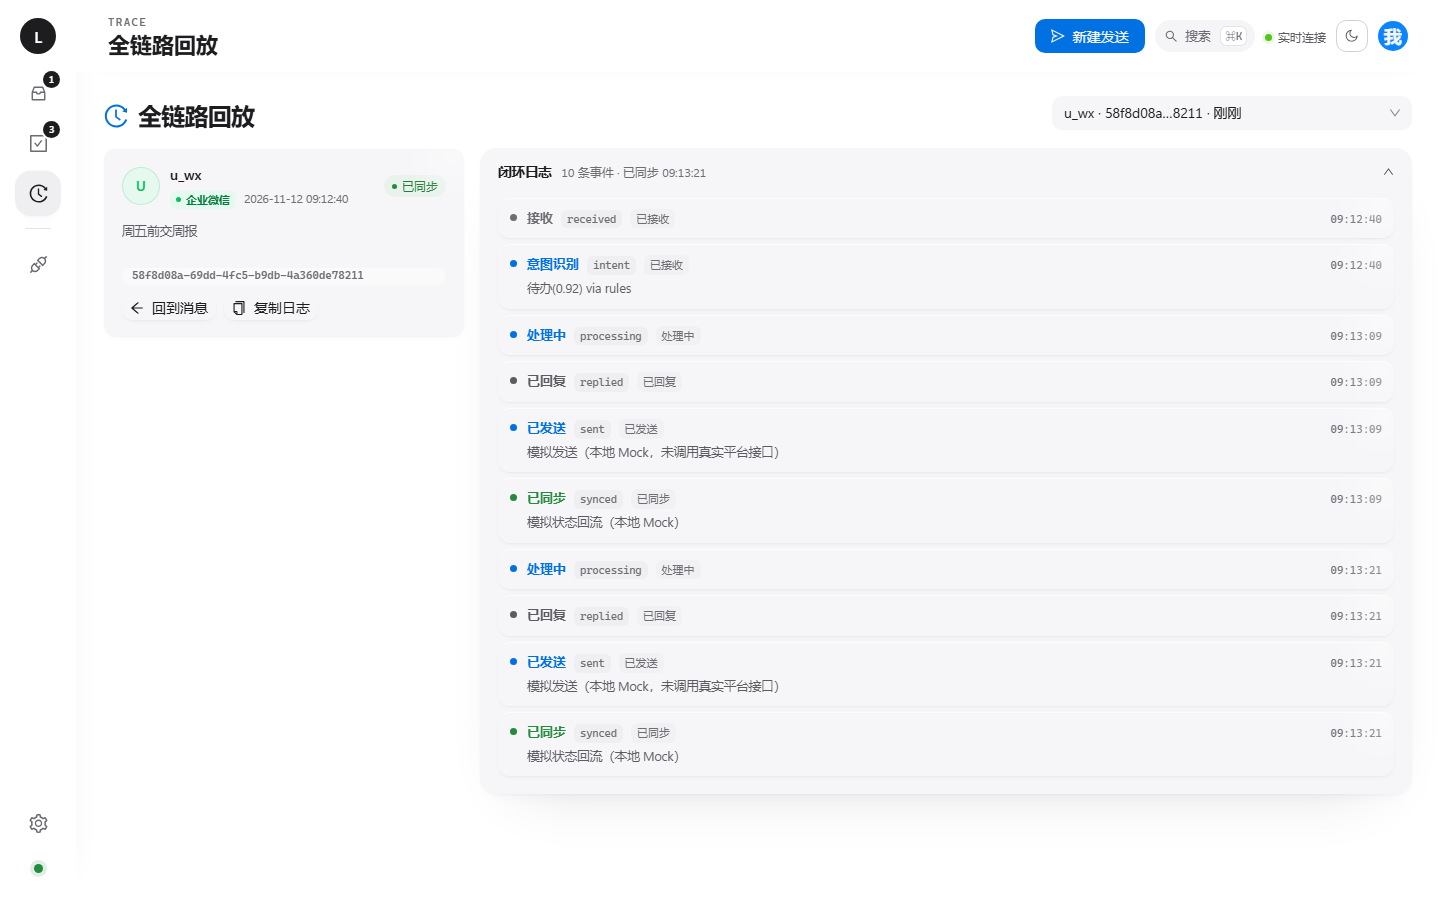 L
1
3
TRACE
全链路回放
新建发送
搜索 ⌘K
实时连接
我
全链路回放
u_wx · 58f8d08a...8211 · 刚刚
U
u_wx
企业微信 2026-11-12 09:12:40
已同步
周五前交周报
58f8d08a-69dd-4fc5-b9db-4a360de78211
回到消息 复制日志
闭环日志 10 条事件 · 已同步 09:13:21
接收 received 已接收 09:12:40
意图识别 intent 已接收 09:12:40
待办(0.92) via rules
处理中 processing 处理中 09:13:09
已回复 replied 已回复 09:13:09
已发送 sent 已发送 09:13:09
模拟发送（本地 Mock，未调用真实平台接口）
已同步 synced 已同步 09:13:09
模拟状态回流（本地 Mock）
处理中 processing 处理中 09:13:21
已回复 replied 已回复 09:13:21
已发送 sent 已发送 09:13:21
模拟发送（本地 Mock，未调用真实平台接口）
已同步 synced 已同步 09:13:21
模拟状态回流（本地 Mock）